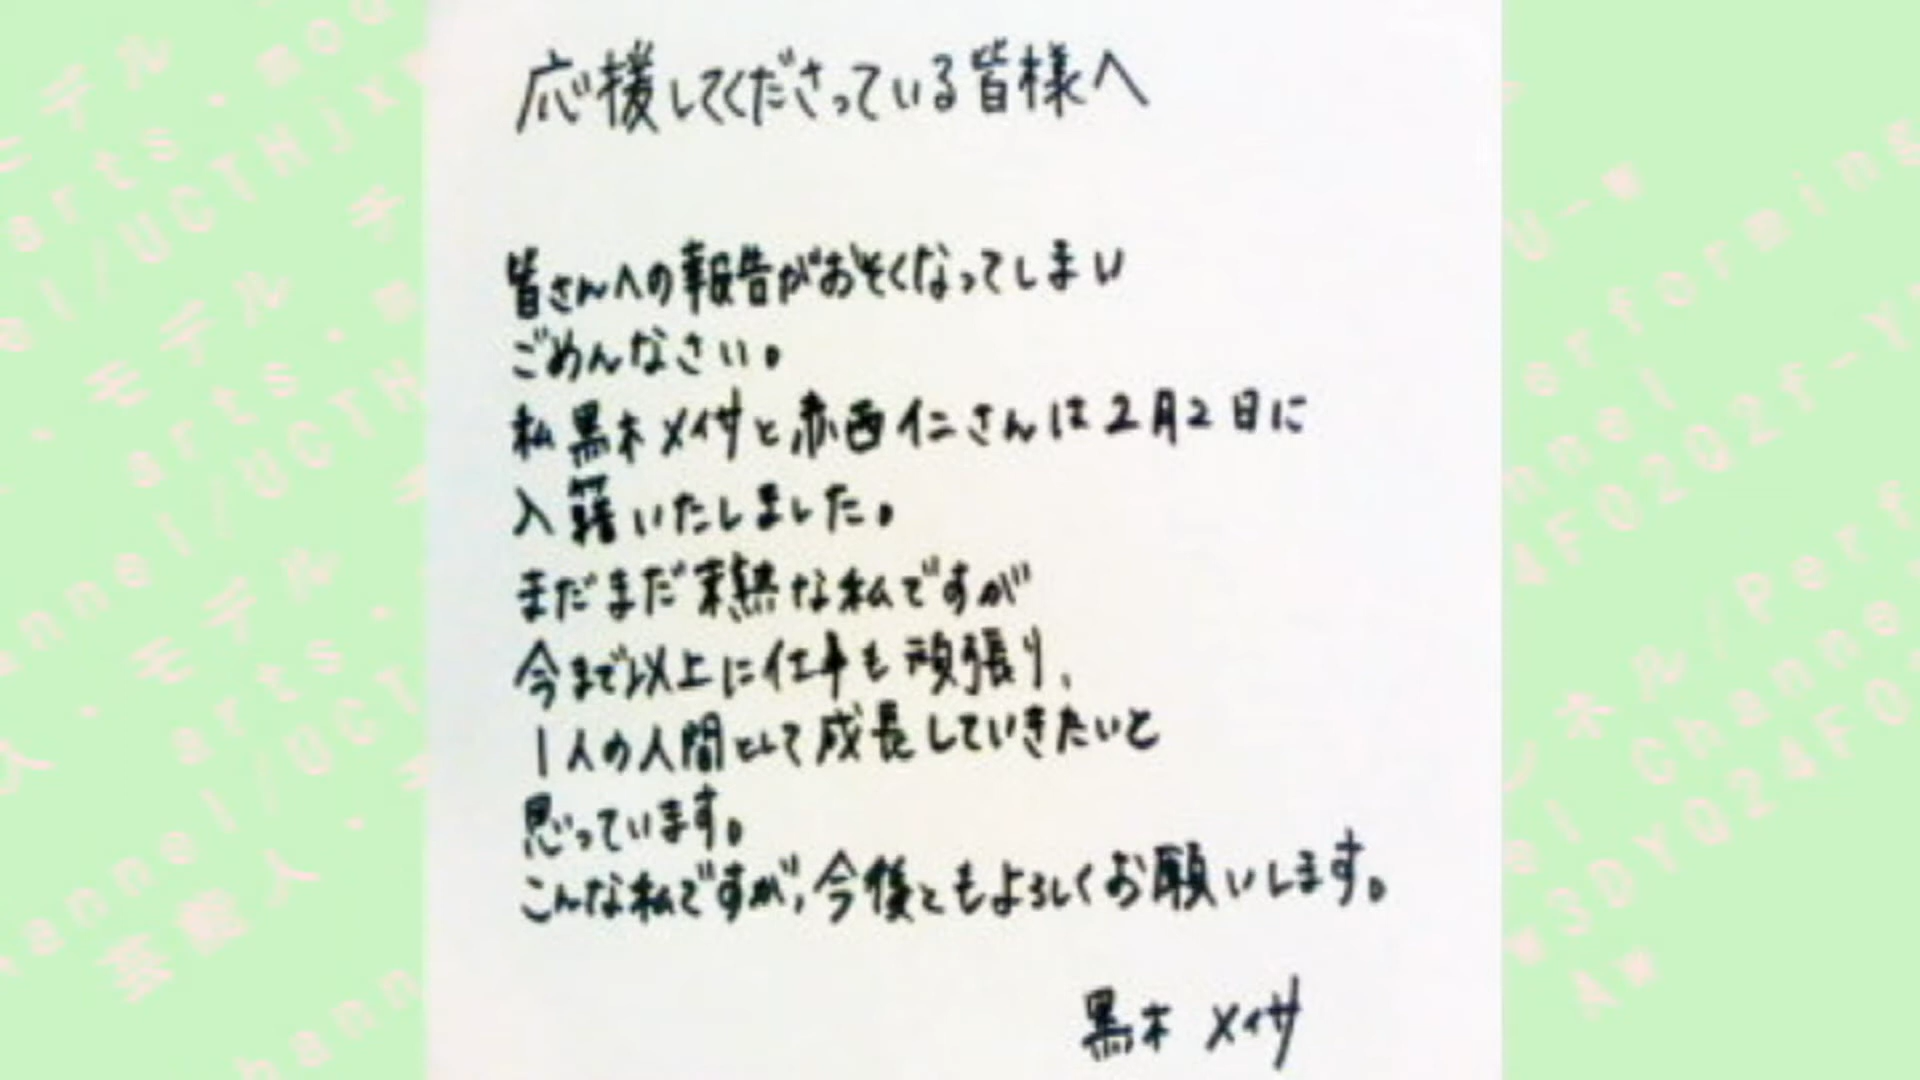 応援してくださっている皆様へ
皆さんへの報告がおそくなってしまい
ごめんなさい。
私黒木メイサと赤西仁さんは2月2日に
入籍いたしました。
まだまだ未熟な私ですが
今まで以上に仕事も頑張り、
1人の人間として成長していきたいと
思っています。
こんな私ですが、今後ともよろしくお願いします。
黒木 メイサ